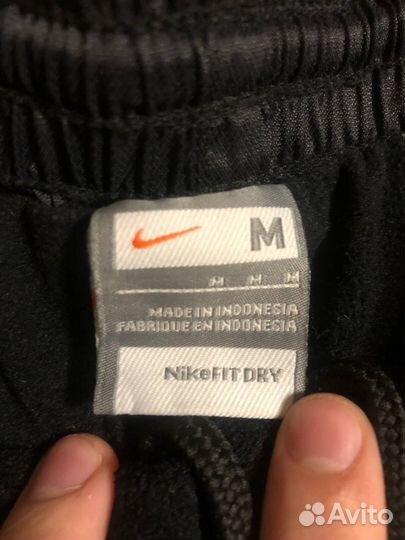 M
M M M
MADE IN INDONESIA
FABRIQUE EN INDONESIA
NikeFIT DRY
Avito